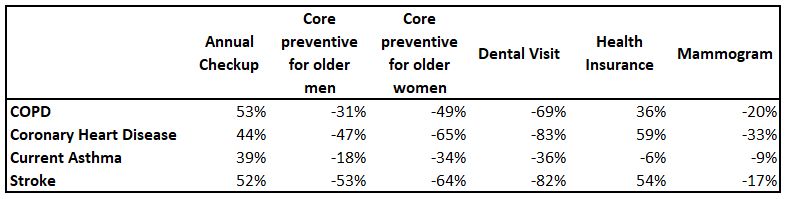 Annual Checkup Core preventive for older men Core preventive for older women Dental Visit Health Insurance Mammogram
COPD 53% -31% -49% -69% 36% -20%
Coronary Heart Disease 44% -47% -65% -83% 59% -33%
Current Asthma 39% -18% -34% -36% -6% -9%
Stroke 52% -53% -64% -82% 54% -17%